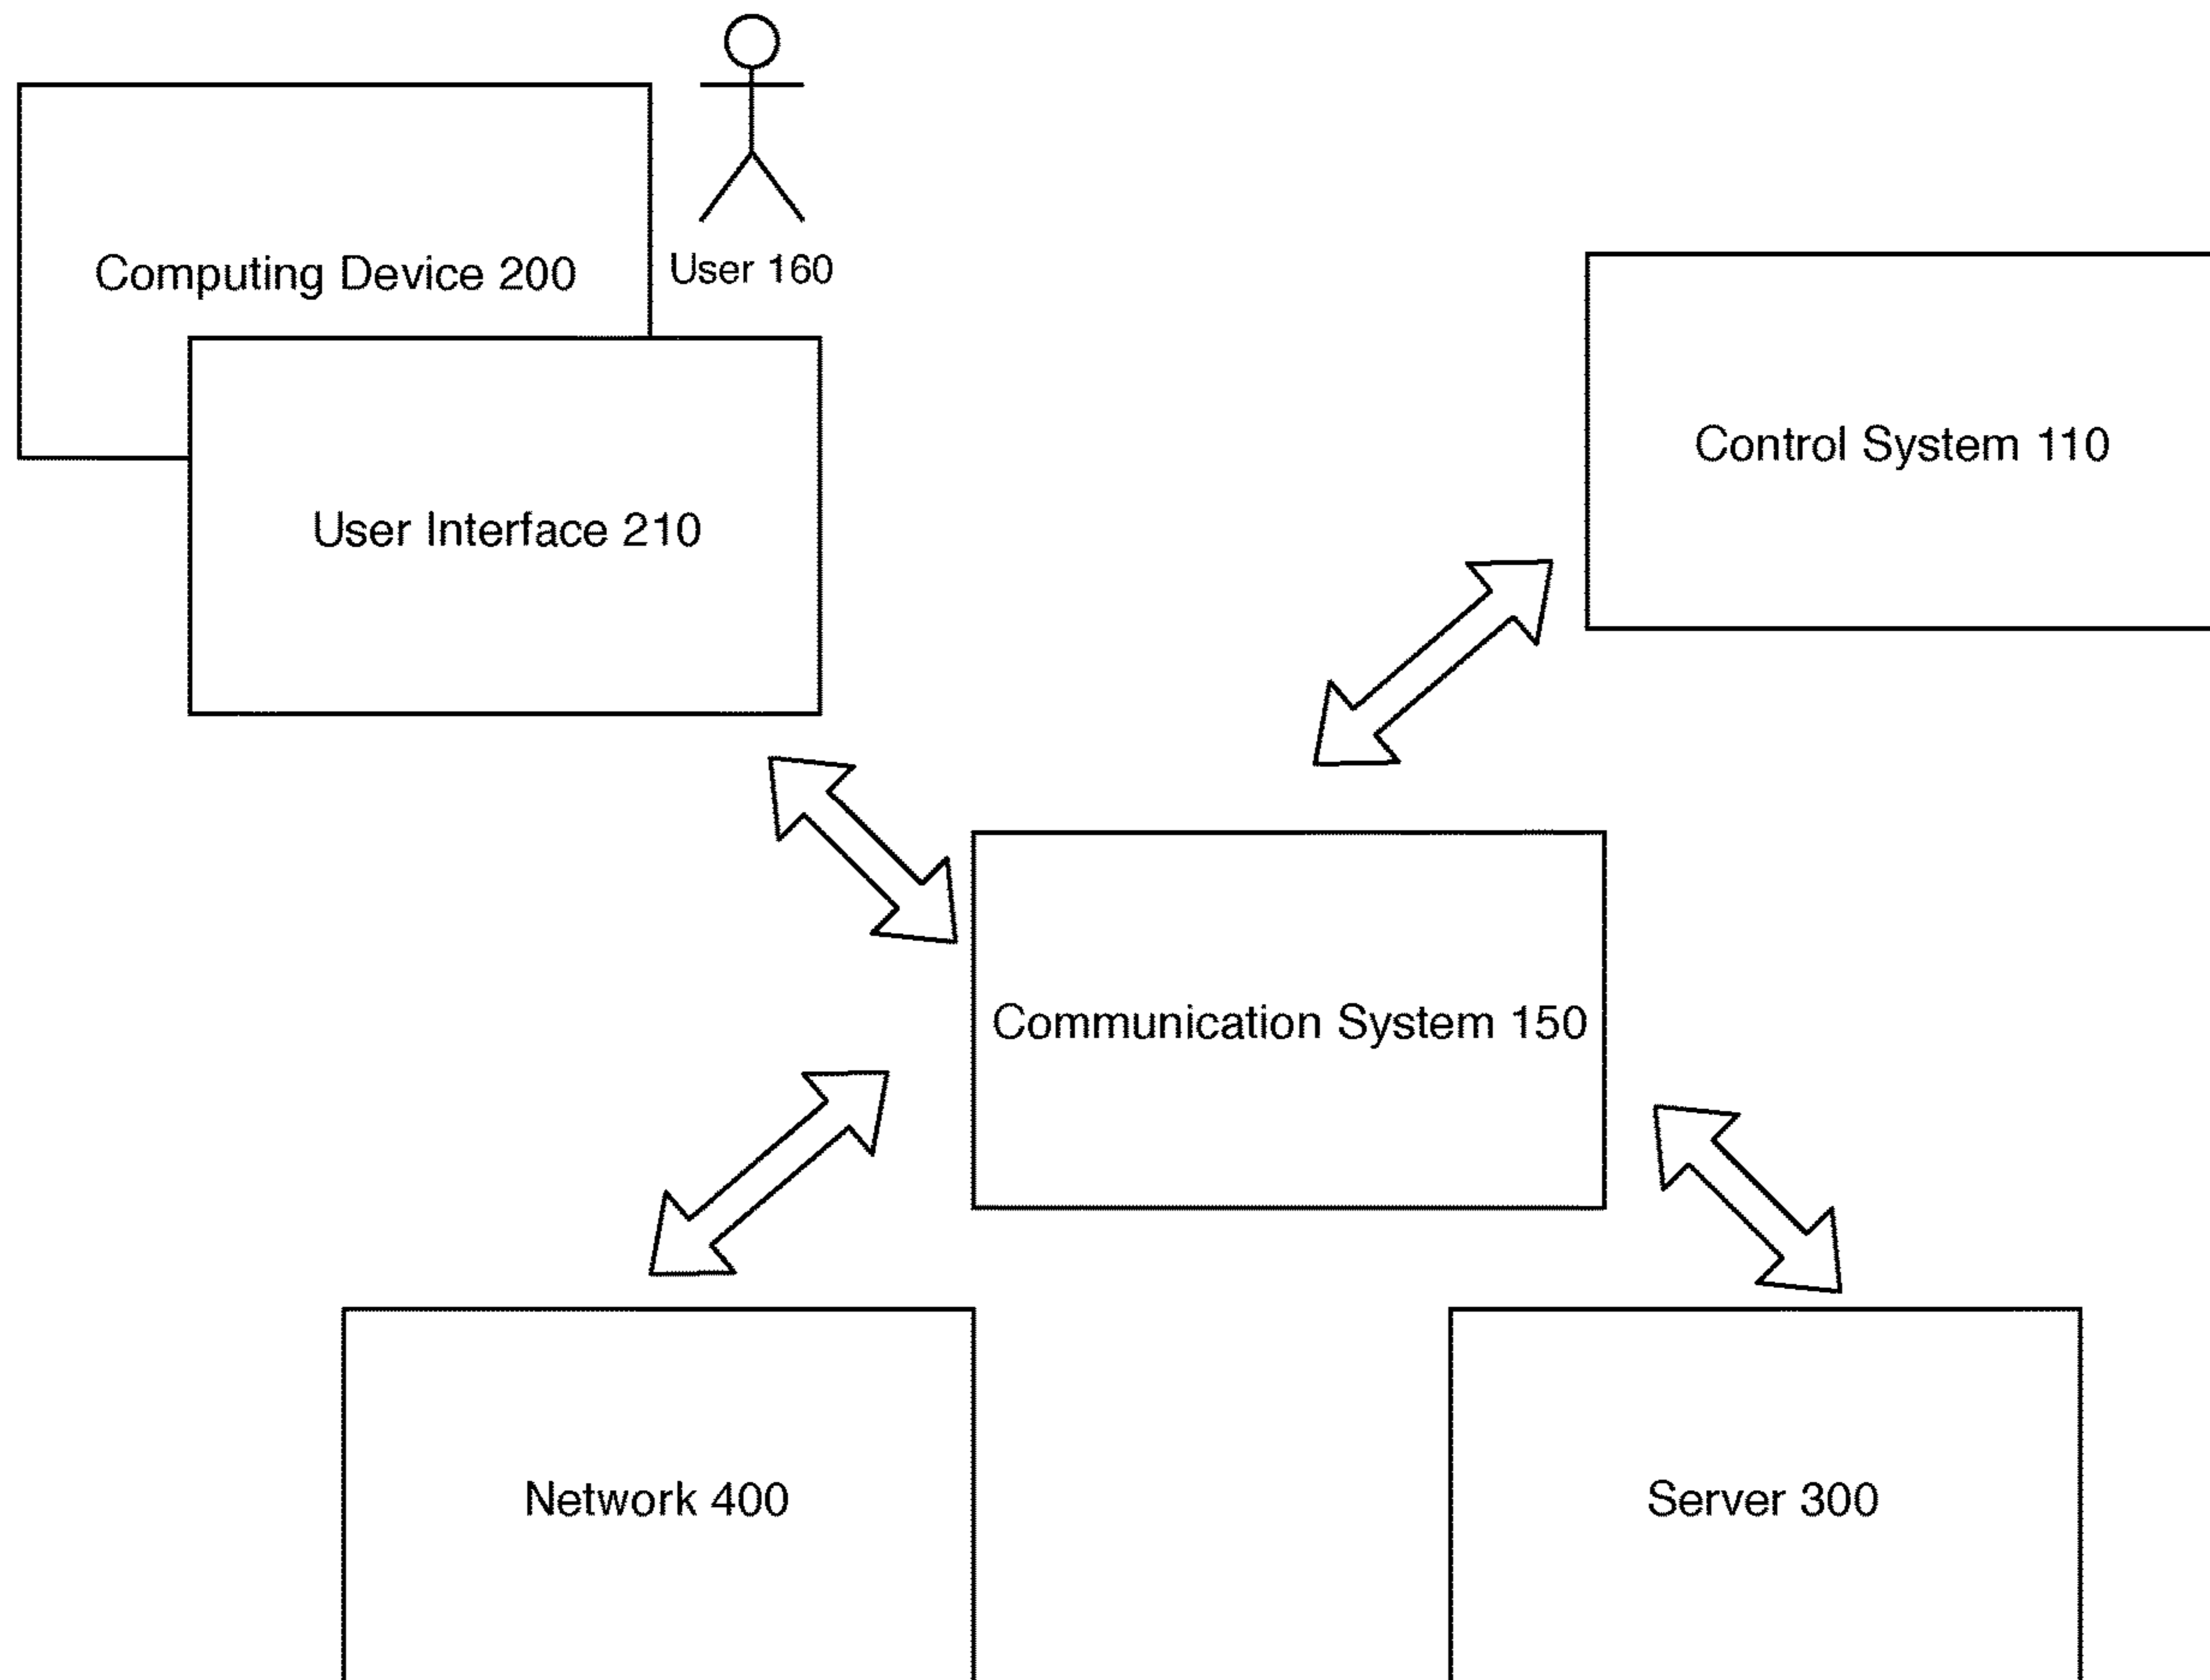 Computing Device 200
User 160
User Interface 210
Control System 110
Communication System 150
Network 400
Server 300